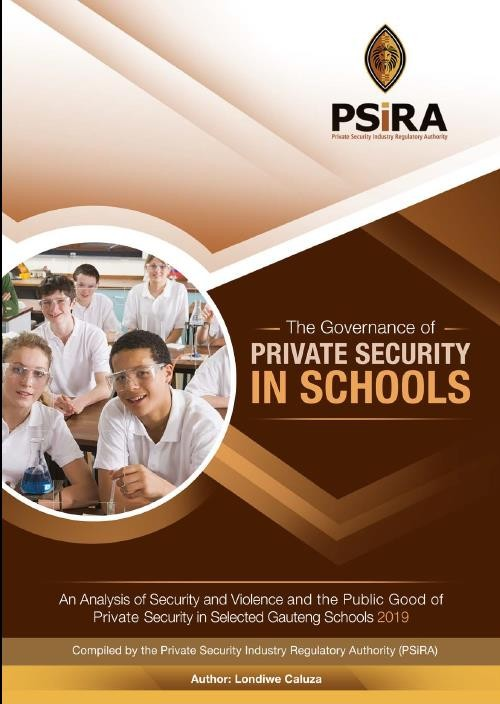 PSiRA
Private Security Industry Regulatory Authority
The Governance of
PRIVATE SECURITY
IN SCHOOLS
An Analysis of Security and Violence and the Public Good of
Private Security in Selected Gauteng Schools 2019
Compiled by the Private Security Industry Regulatory Authority (PSiRA)
Author: Londiwe Caluza